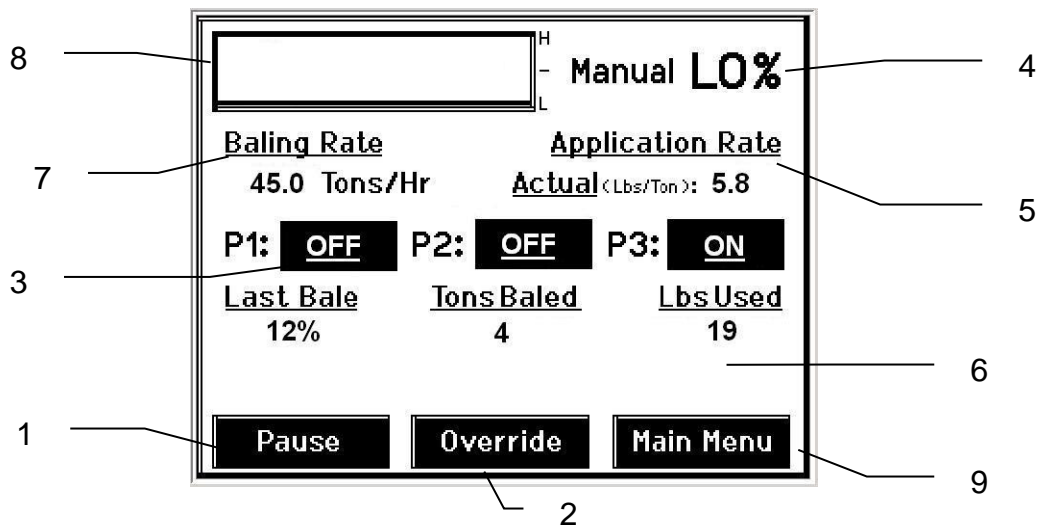 8
H
–
L
Manual LO%
4
Baling Rate
Application Rate
7
45.0 Tons/Hr
Actual (Lbs/Ton): 5.8
5
P1: OFF P2: OFF P3: ON
3
Last Bale Tons Baled Lbs Used
12% 4 19
6
1
Pause Override Main Menu
9
2